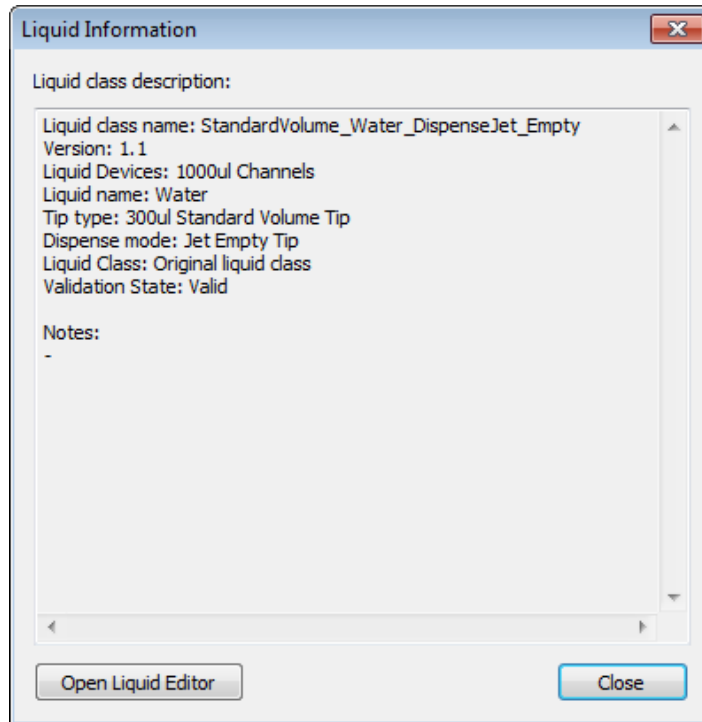 Liquid Information
Liquid class description:
Liquid class name: StandardVolume_Water_DispenseJet_Empty
Version: 1.1
Liquid Devices: 1000ul Channels
Liquid name: Water
Tip type: 300ul Standard Volume Tip
Dispense mode: Jet Empty Tip
Liquid Class: Original liquid class
Validation State: Valid
Notes:
-
Open Liquid Editor
Close